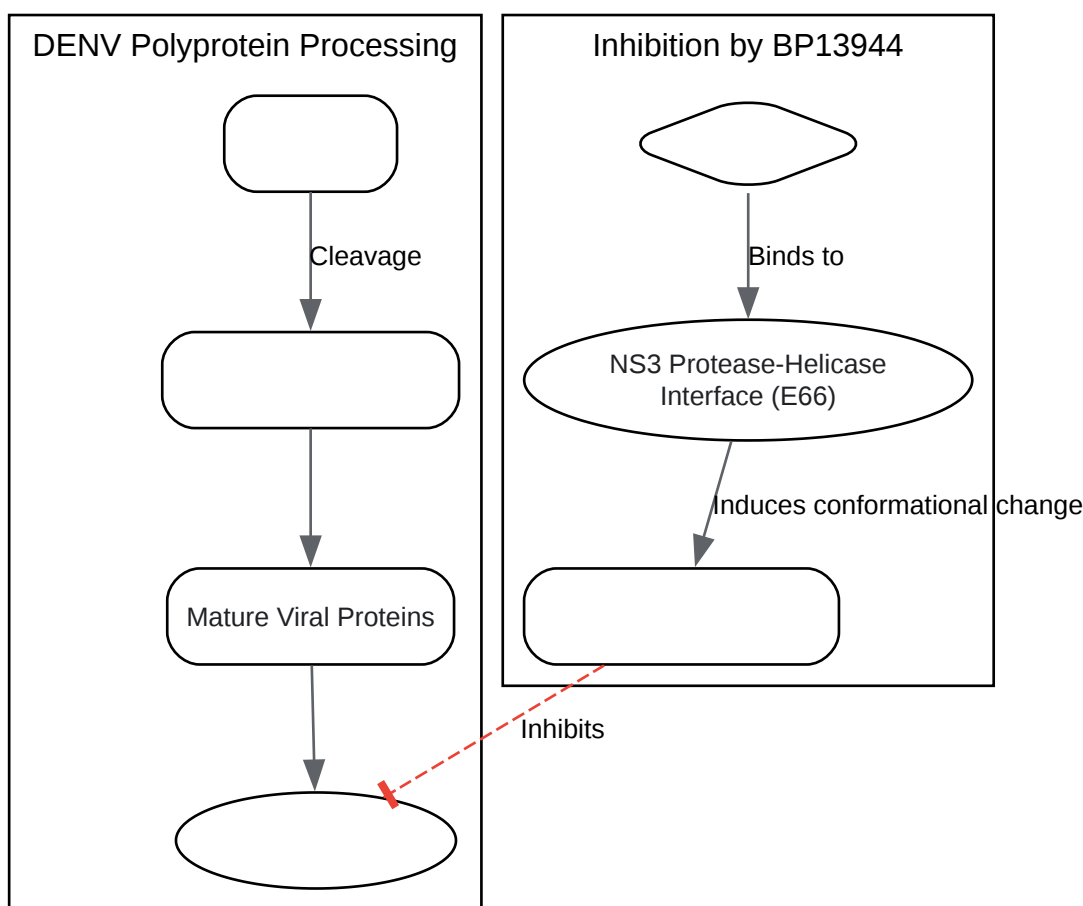 DENV Polyprotein Processing
Cleavage
Mature Viral Proteins
Inhibition by BP13944
Binds to
NS3 Protease-Helicase
Interface (E66)
Induces conformational change
Inhibits